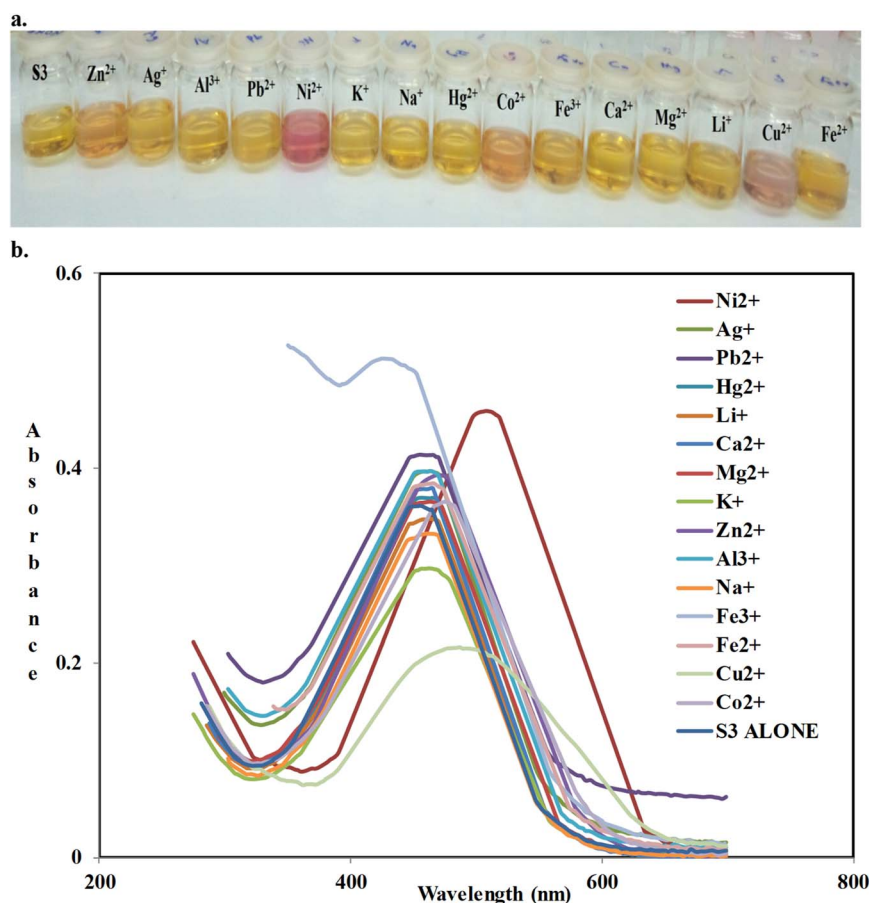 a.
S3 Zn²⁺ Ag⁺ Al³⁺ Pb²⁺ Ni²⁺ K⁺ Na⁺ Hg²⁺ Co²⁺ Fe³⁺ Ca²⁺ Mg²⁺ Li⁺ Cu²⁺ Fe²⁺
b.
0.6
0.4
0.2
0
Absorbance
200 400 600 800
Wavelength (nm)
Ni2+
Ag+
Pb2+
Hg2+
Li+
Ca2+
Mg2+
K+
Zn2+
Al3+
Na+
Fe3+
Fe2+
Cu2+
Co2+
S3 ALONE